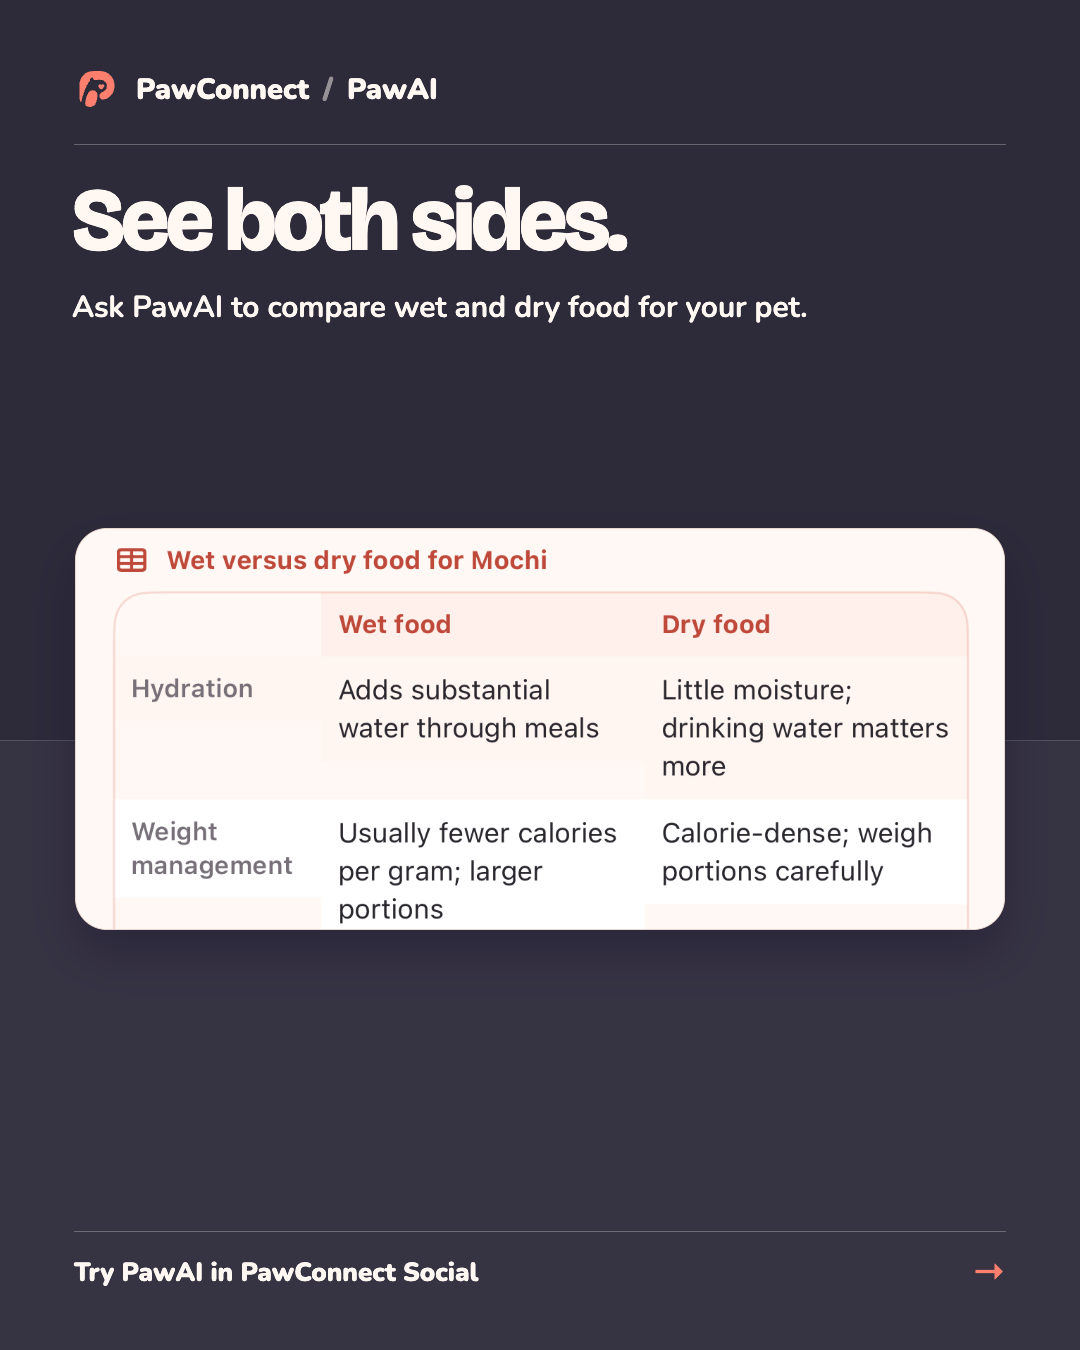 PawConnect / PawAI
See both sides.
Ask PawAI to compare wet and dry food for your pet.
Wet versus dry food for Mochi
Wet food Dry food
Hydration
Adds substantial
water through meals
Little moisture;
drinking water matters
more
Weight
management
Usually fewer calories
per gram; larger
portions
Calorie-dense; weigh
portions carefully
Try PawAI in PawConnect Social